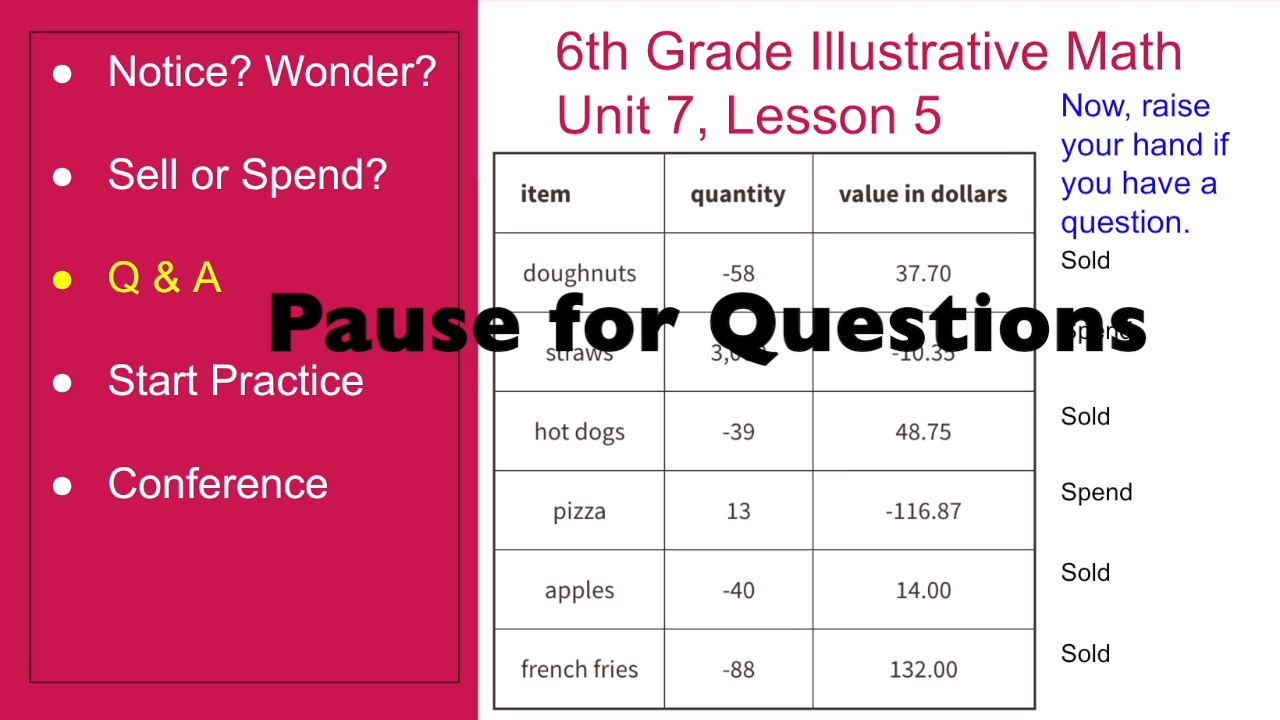 • Notice? Wonder?
• Sell or Spend?
• Q & A
• Start Practice
• Conference
6th Grade Illustrative Math
Unit 7, Lesson 5
Now, raise
your hand if
you have a
question.
item quantity value in dollars
doughnuts -58 37.70 Sold
Pause for Questions
straws -10.35 Spend
hot dogs -39 48.75 Sold
pizza 13 -116.87 Spend
apples -40 14.00 Sold
french fries -88 132.00 Sold